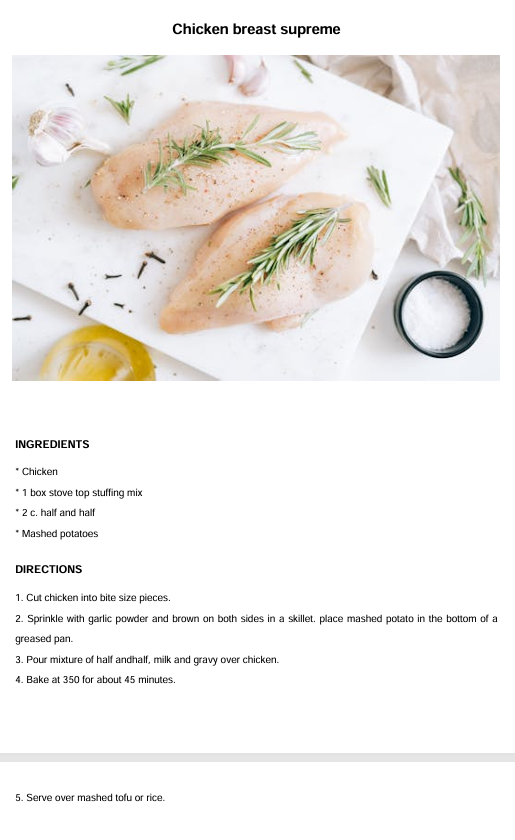 Chicken breast supreme
INGREDIENTS
* Chicken
* 1 box stove top stuffing mix
* 2 c. half and half
* Mashed potatoes
DIRECTIONS
1. Cut chicken into bite size pieces.
2. Sprinkle with garlic powder and brown on both sides in a skillet. place mashed potato in the bottom of a
greased pan.
3. Pour mixture of half andhalf, milk and gravy over chicken.
4. Bake at 350 for about 45 minutes.
5. Serve over mashed tofu or rice.